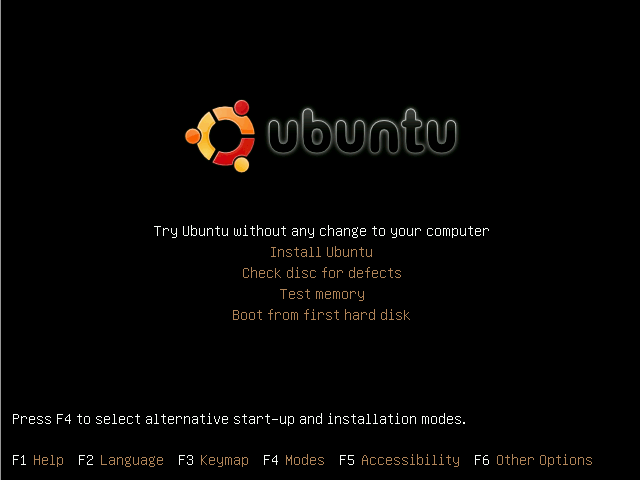 ubuntu
Try Ubuntu without any change to your computer
Install Ubuntu
Check disc for defects
Test memory
Boot from first hard disk
Press F4 to select alternative start-up and installation modes.
F1 Help F2 Language F3 Keymap F4 Modes F5 Accessibility F6 Other Options